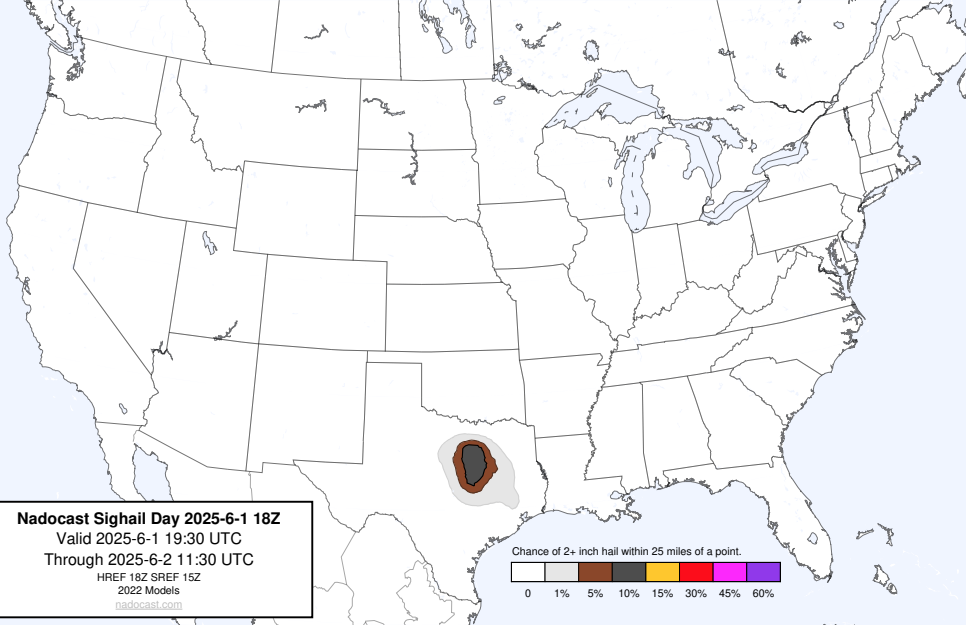 Nadocast Sighail Day 2025-6-1 18Z
Valid 2025-6-1 19:30 UTC
Through 2025-6-2 11:30 UTC
HREF 18Z SREF 15Z
2022 Models
nadocast.com
Chance of 2+ inch hail within 25 miles of a point.
0 1% 5% 10% 15% 30% 45% 60%